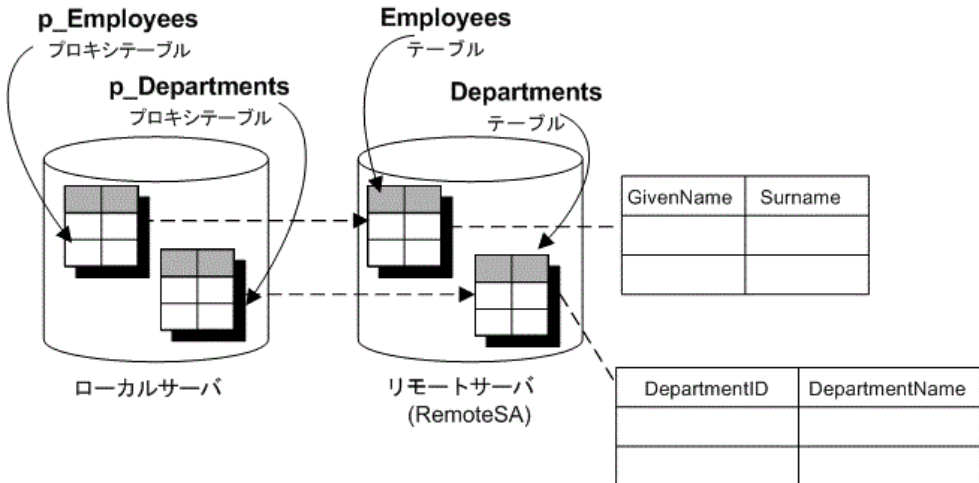 p_Employees
プロキシテーブル
p_Departments
プロキシテーブル
Employees
テーブル
Departments
テーブル
GivenName
Surname
DepartmentID
DepartmentName
ローカルサーバ
リモートサーバ
(RemoteSA)